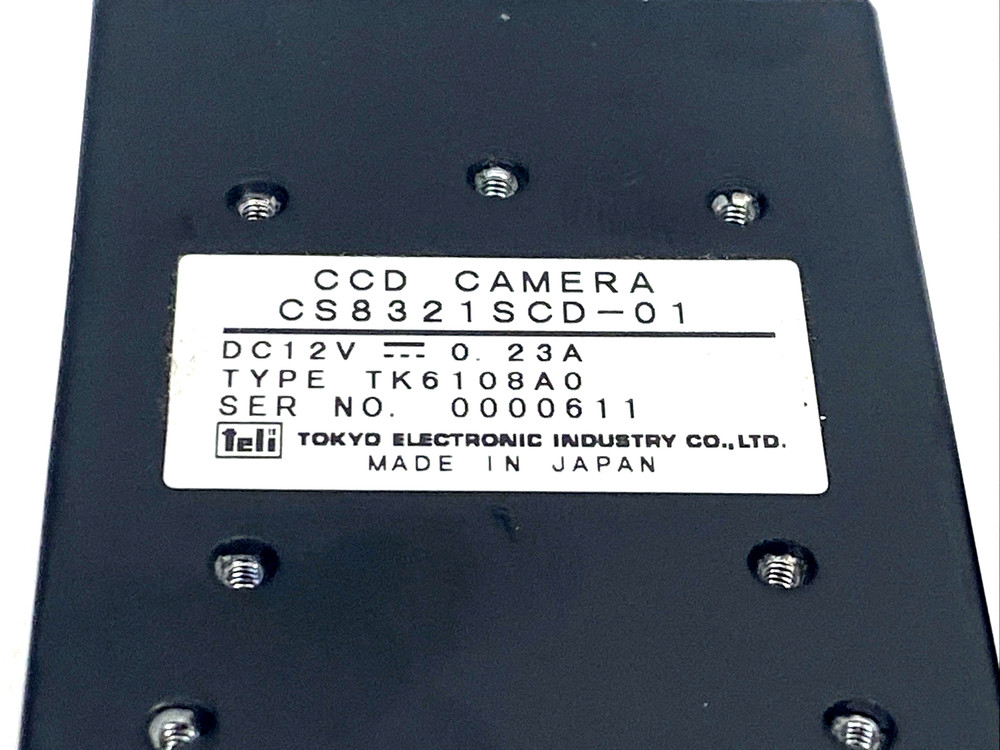 CCD CAMERA
CS8321SCD-01
DC12V ⎓ 0.23A
TYPE TK6108A0
SER NO. 0000611
teli TOKYO ELECTRONIC INDUSTRY CO.,LTD.
MADE IN JAPAN